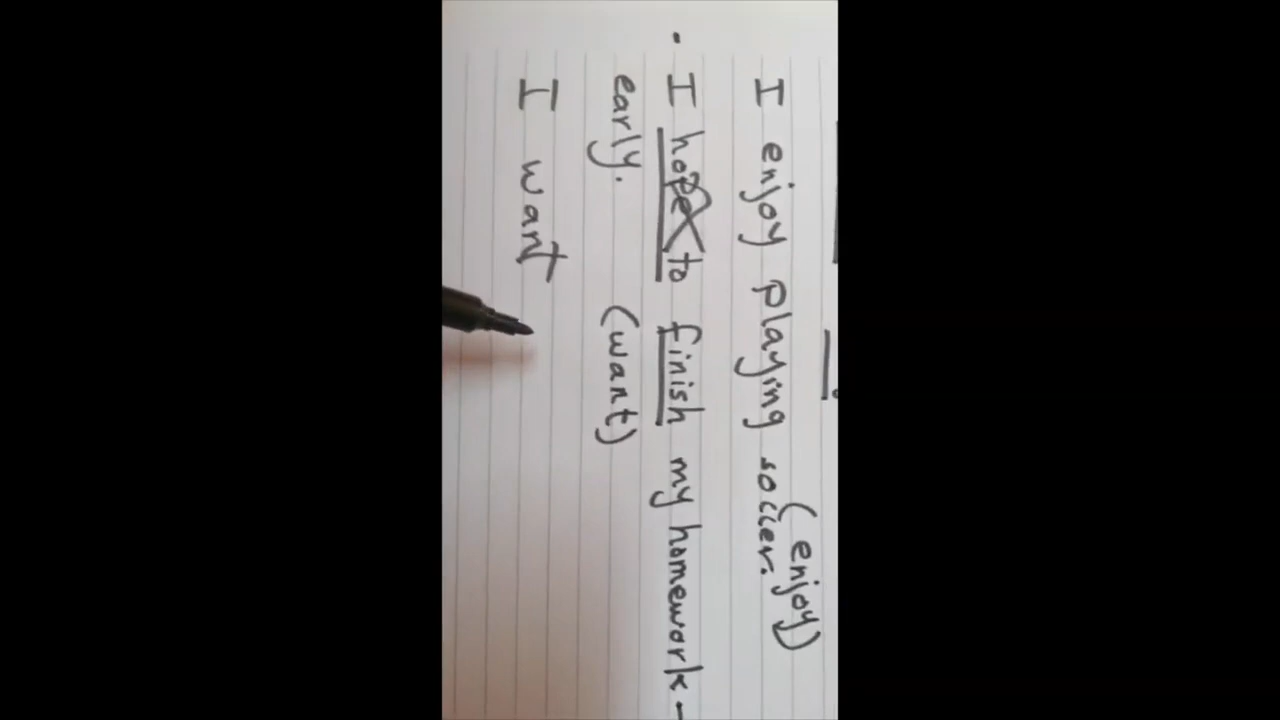 (enjoy)
I enjoy playing soccer.
I hope to finish my homework
early. (want)
I want